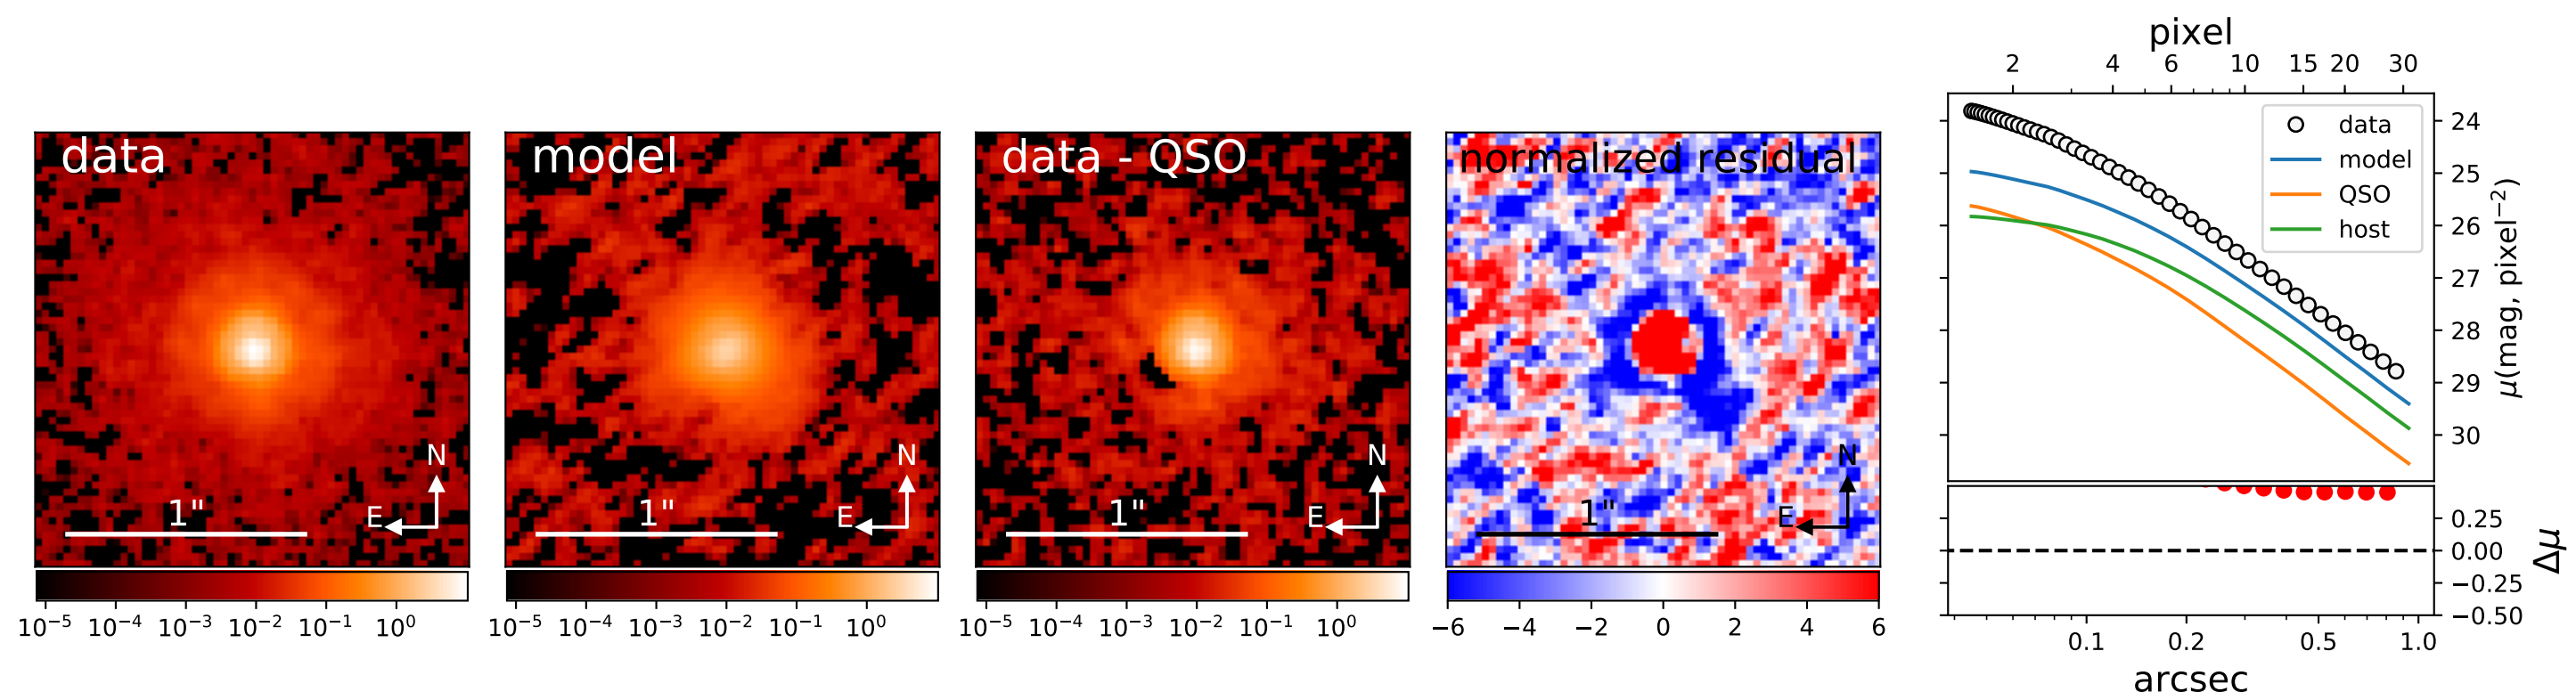 data
N
E
1"
10⁻⁵ 10⁻⁴ 10⁻³ 10⁻² 10⁻¹ 10⁰
model
N
E
1"
10⁻⁵ 10⁻⁴ 10⁻³ 10⁻² 10⁻¹ 10⁰
data - QSO
N
E
1"
10⁻⁵ 10⁻⁴ 10⁻³ 10⁻² 10⁻¹ 10⁰
normalized residual
N
E
1"
−6 −4 −2 0 2 4 6
pixel
2 4 6 10 15 20 30
data
model
QSO
host
24
25
26
27
28
29
30
μ(mag, pixel⁻²)
0.25
0.00
−0.25
−0.50
Δμ
0.1 0.2 0.5 1.0
arcsec